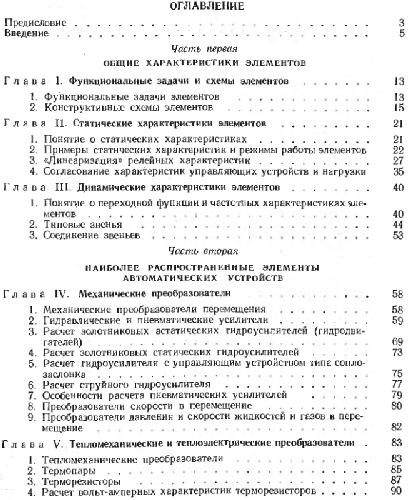 ОГЛАВЛЕНИЕ
Предисловие . . . 3
Введение . . . 5
Часть первая
ОБЩИЕ ХАРАКТЕРИСТИКИ ЭЛЕМЕНТОВ
Глава I. Функциональные задачи и схемы элементов . . . 13
1. Функциональные задачи элементов . . . 13
2. Конструктивные схемы элементов . . . 15
Глава II. Статические характеристики элементов . . . 21
1. Понятие о статических характеристиках . . . 21
2. Примеры статических характеристик и режимы работы элементов 22
3. «Линеаризация» релейных характеристик . . . 27
4. Согласование характеристик управляющих устройств и нагрузки 35
Глава III. Динамические характеристики элементов . . . 40
1. Понятие о переходной функции и частотных характеристиках эле-
ментов . . . 40
2. Типовые звенья . . . 44
3. Соединение звеньев . . . 53
Часть вторая
НАИБОЛЕЕ РАСПРОСТРАНЕННЫЕ ЭЛЕМЕНТЫ
АВТОМАТИЧЕСКИХ УСТРОЙСТВ
Глава IV. Механические преобразователи . . . 58
1. Механические преобразователи перемещения . . . 58
2. Гидравлические и пневматические усилители . . . 59
3. Расчет золотниковых астатических гидроусилителей (гидродви-
гателей) . . . 69
4. Расчет золотниковых статических гидроусилителей . . . 73
5. Расчет гидроусилителя с управляющим устройством типа сопло-
заслонка . . . 75
6. Расчет струйного гидроусилителя . . . 77
7. Особенности расчета пневматических усилителей . . . 79
8. Преобразователи скорости в перемещение . . . 80
9. Преобразователи давления и скорости жидкостей и газов в пере-
мещение . . . 82
Глава V. Тепломеханические и теплоэлектрические преобразователи . 83
1. Тепломеханические преобразователи . . . 83
2. Термопары . . . 85
3. Терморезисторы . . . 87
4. Расчет вольт-амперных характеристик терморезисторов . . . 90